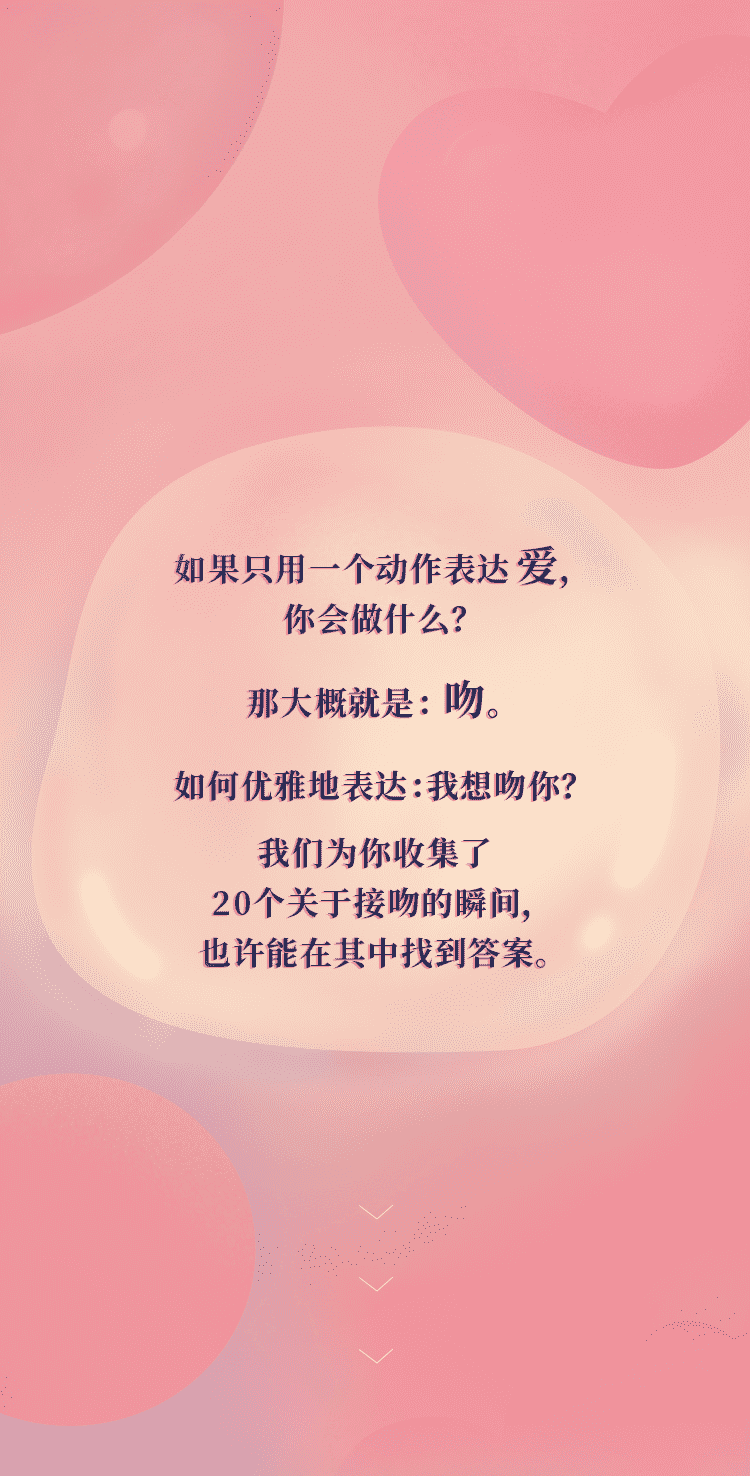 如果只用一个动作表达 爱,
你会做什么?
那大概就是: 吻。
如何优雅地表达:我想吻你?
我们为你收集了
20个关于接吻的瞬间,
也许能在其中找到答案。